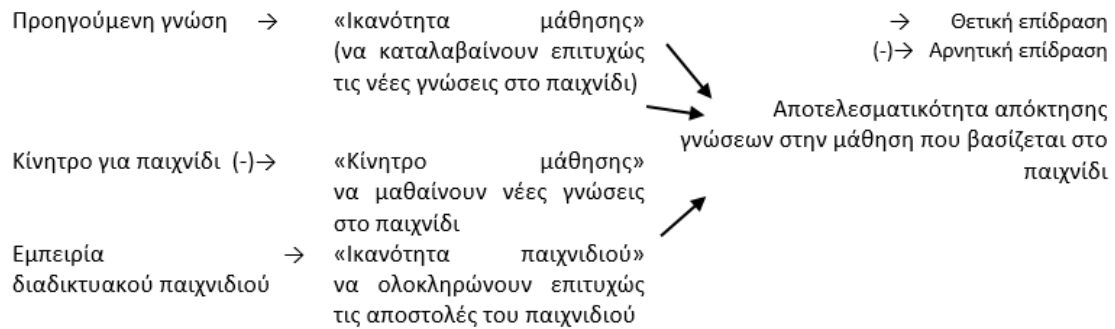 Προηγούμενη γνώση →
«Ικανότητα μάθησης»
(να καταλαβαίνουν επιτυχώς
τις νέες γνώσεις στο παιχνίδι)
→ Θετική επίδραση
(-)→ Αρνητική επίδραση
Αποτελεσματικότητα απόκτησης
γνώσεων στην μάθηση που βασίζεται στο
παιχνίδι
Κίνητρο για παιχνίδι (-)→
«Κίνητρο μάθησης»
να μαθαίνουν νέες γνώσεις
στο παιχνίδι
Εμπειρία →
διαδικτυακού παιχνιδιού
«Ικανότητα παιχνιδιού»
να ολοκληρώνουν επιτυχώς
τις αποστολές του παιχνιδιού